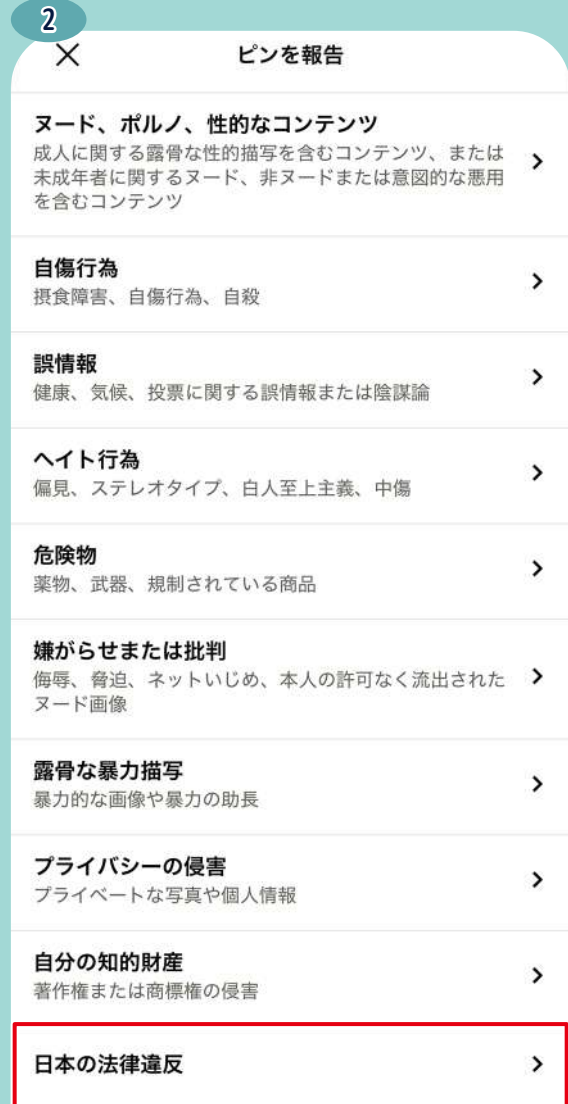 2
ピンを報告
ヌード、ポルノ、性的なコンテンツ
成人に関する露骨な性的描写を含むコンテンツ、または
未成年者に関するヌード、非ヌードまたは意図的な悪用
を含むコンテンツ
自傷行為
摂食障害、自傷行為、自殺
誤情報
健康、気候、投票に関する誤情報または陰謀論
ヘイト行為
偏見、ステレオタイプ、白人至上主義、中傷
危険物
薬物、武器、規制されている商品
嫌がらせまたは批判
侮辱、脅迫、ネットいじめ、本人の許可なく流出された
ヌード画像
露骨な暴力描写
暴力的な画像や暴力の助長
プライバシーの侵害
プライベートな写真や個人情報
自分の知的財産
著作権または商標権の侵害
日本の法律違反